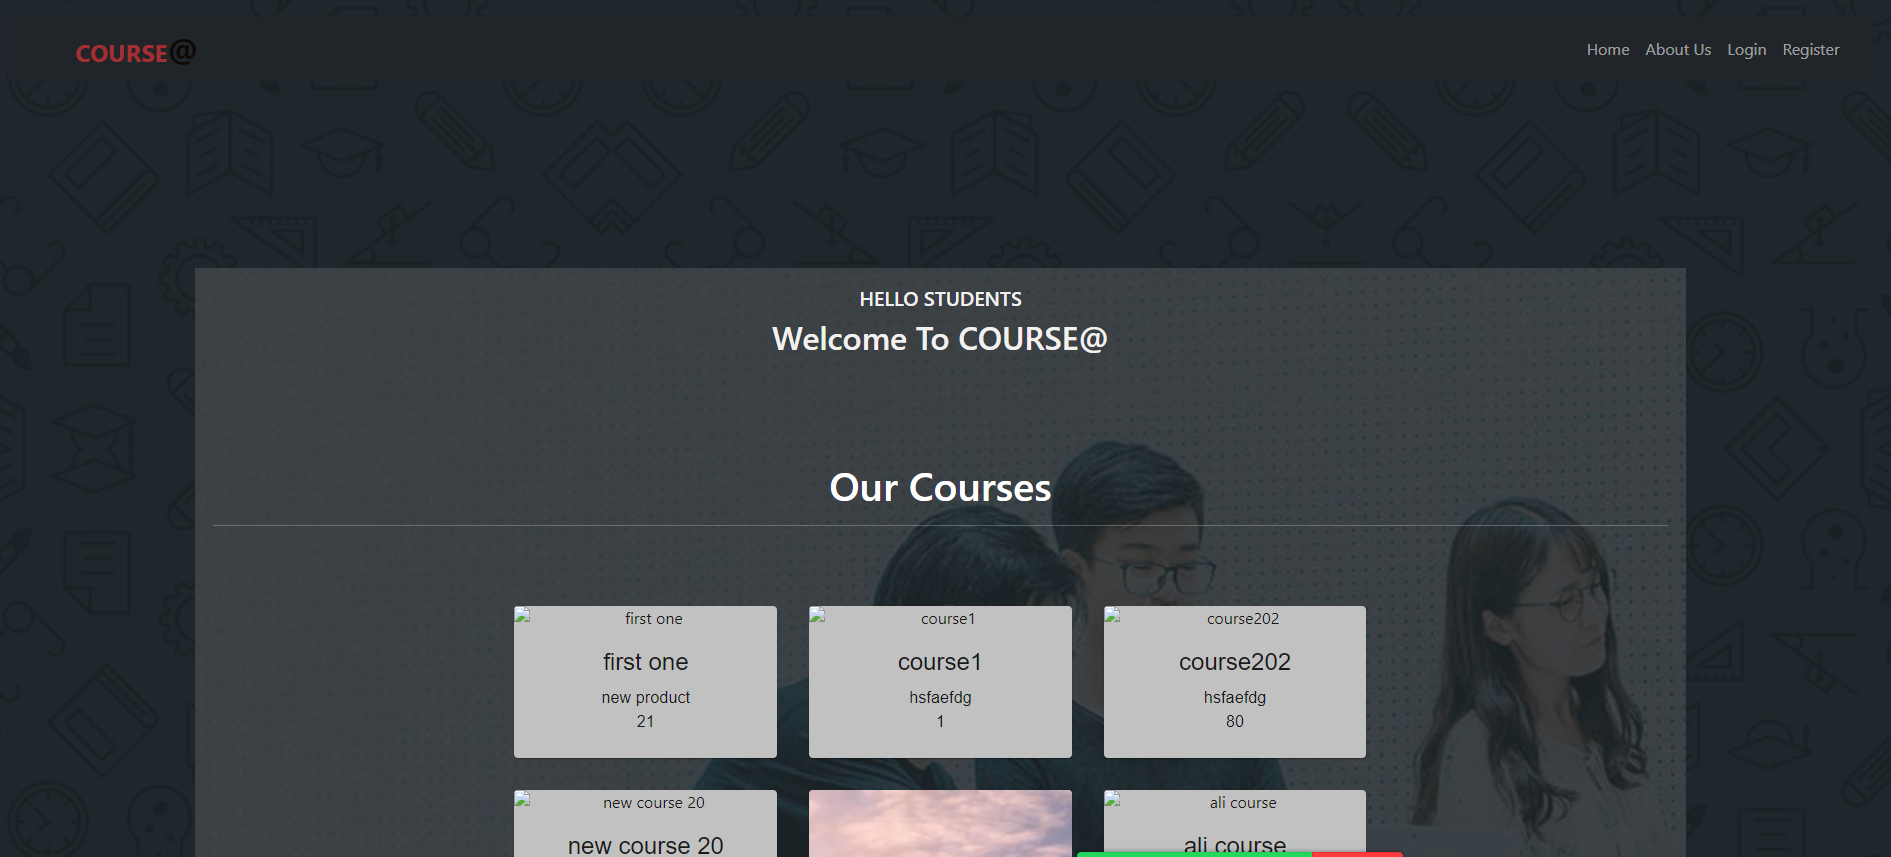 COURSE@
Home About Us Login Register
HELLO STUDENTS
Welcome To COURSE@
Our Courses
first one
first one
new product
21
course1
course1
hsfaefdg
1
course202
course202
hsfaefdg
80
new course 20
new course 20
ali course
ali course